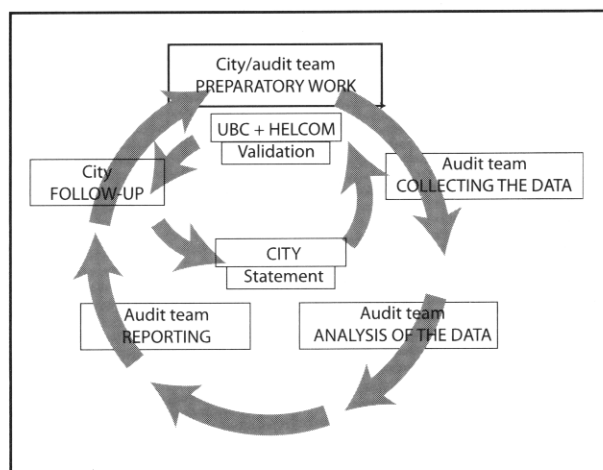 City/audit team
PREPARATORY WORK
UBC + HELCOM
Validation
City
FOLLOW-UP
Audit team
COLLECTING THE DATA
CITY
Statement
Audit team
REPORTING
Audit team
ANALYSIS OF THE DATA